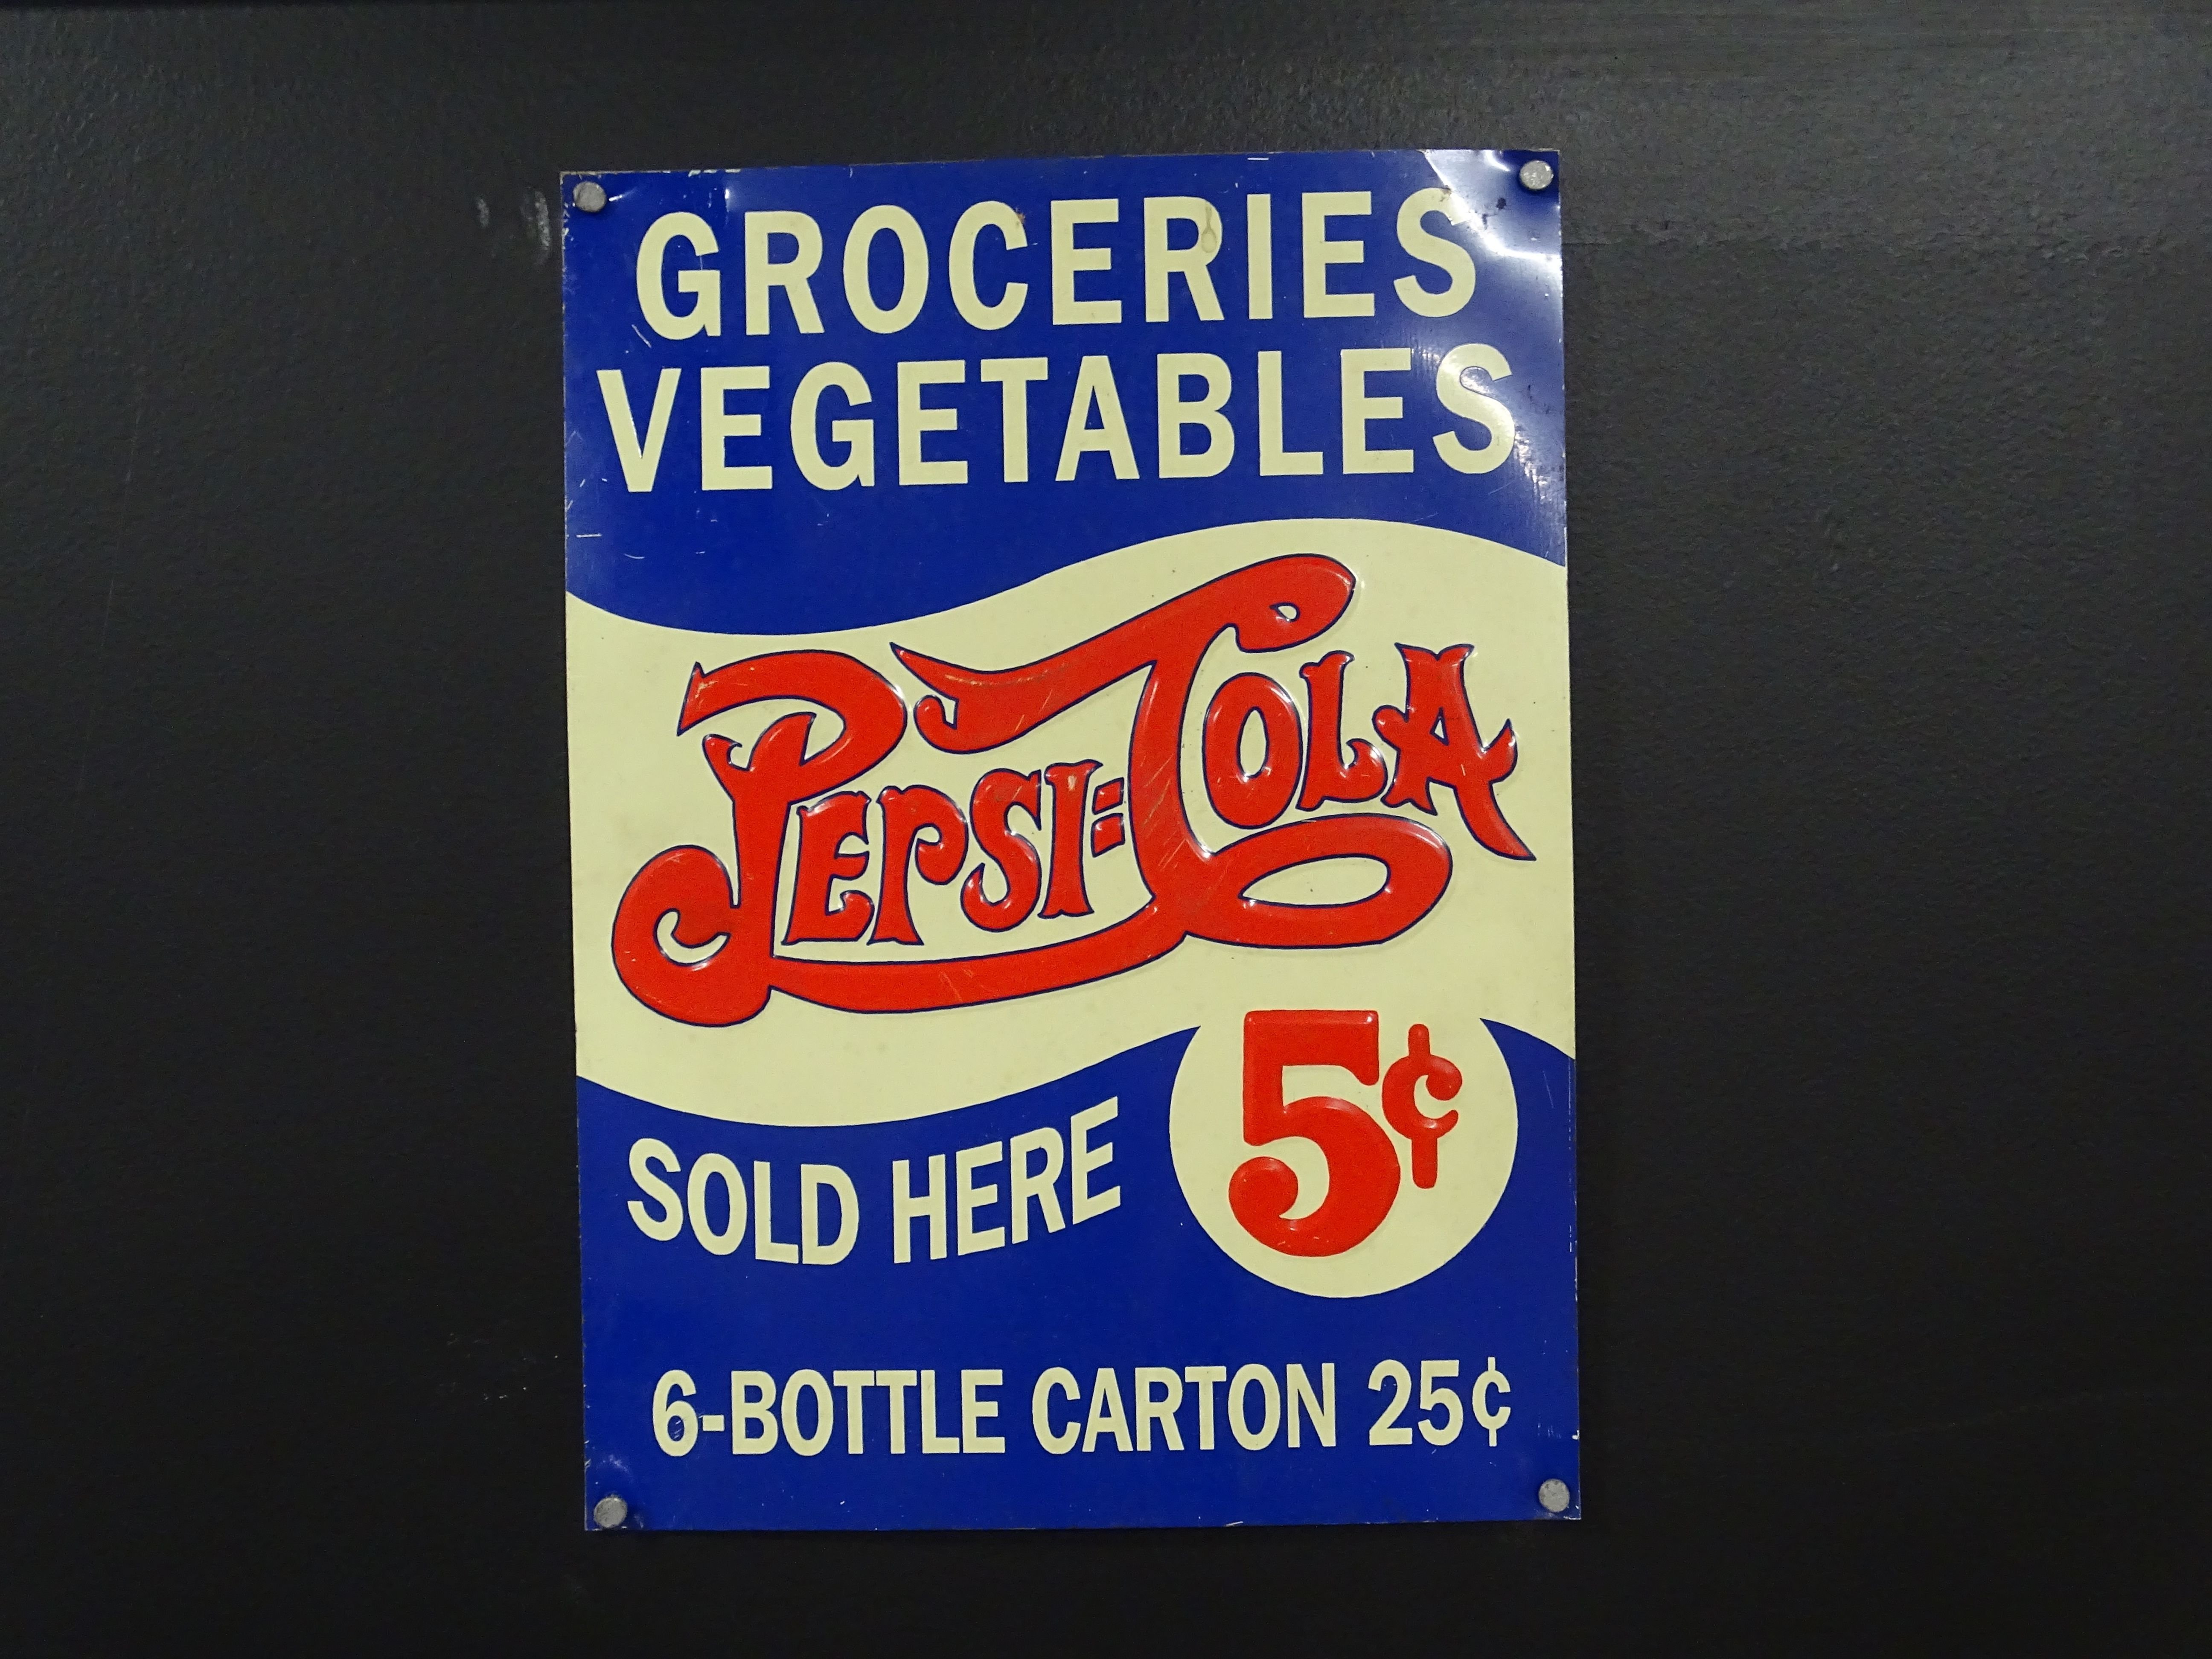 GROCERIES
VEGETABLES
PEPSI=COLA
SOLD HERE
5¢
6-BOTTLE CARTON 25¢